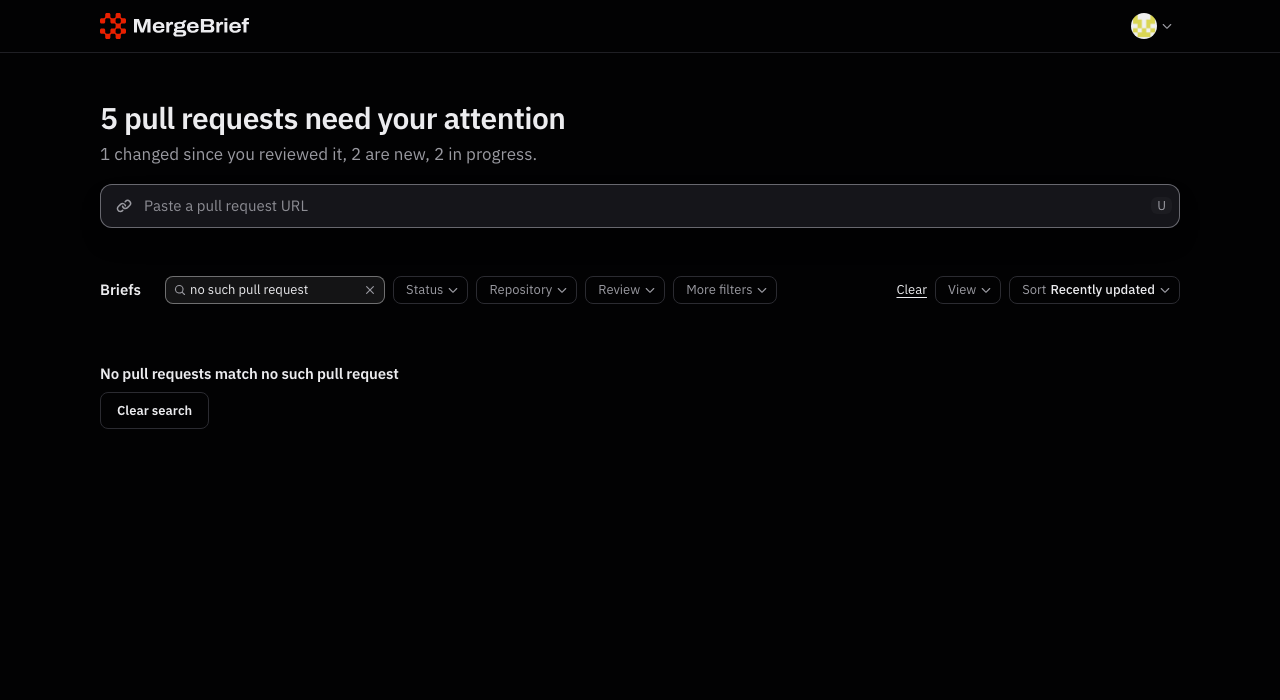 MergeBrief
5 pull requests need your attention
1 changed since you reviewed it, 2 are new, 2 in progress.
Paste a pull request URL U
Briefs no such pull request Status Repository Review More filters Clear View Sort Recently updated
No pull requests match no such pull request
Clear search